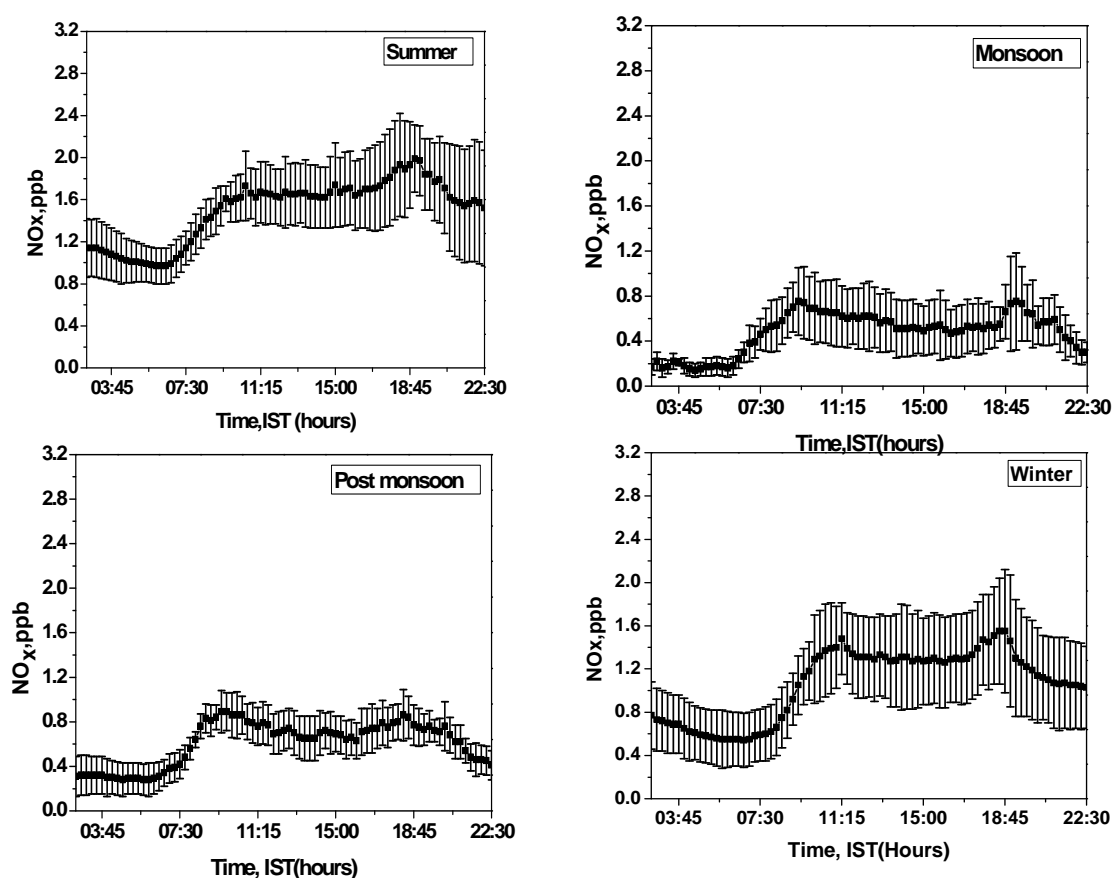 Summer
NOx,ppb
3.2
2.8
2.4
2.0
1.6
1.2
0.8
0.4
0.0
03:45 07:30 11:15 15:00 18:45 22:30
Time,IST (hours)
Monsoon
NOx,ppb
3.2
2.8
2.4
2.0
1.6
1.2
0.8
0.4
0.0
03:45 07:30 11:15 15:00 18:45 22:30
Time,IST(hours)
Post monsoon
NOx,ppb
3.2
2.8
2.4
2.0
1.6
1.2
0.8
0.4
0.0
03:45 07:30 11:15 15:00 18:45 22:30
Time, IST(hours)
Winter
NOx,ppb
3.2
2.8
2.4
2.0
1.6
1.2
0.8
0.4
0.0
03:45 07:30 11:15 15:00 18:45 22:30
Time, IST(Hours)